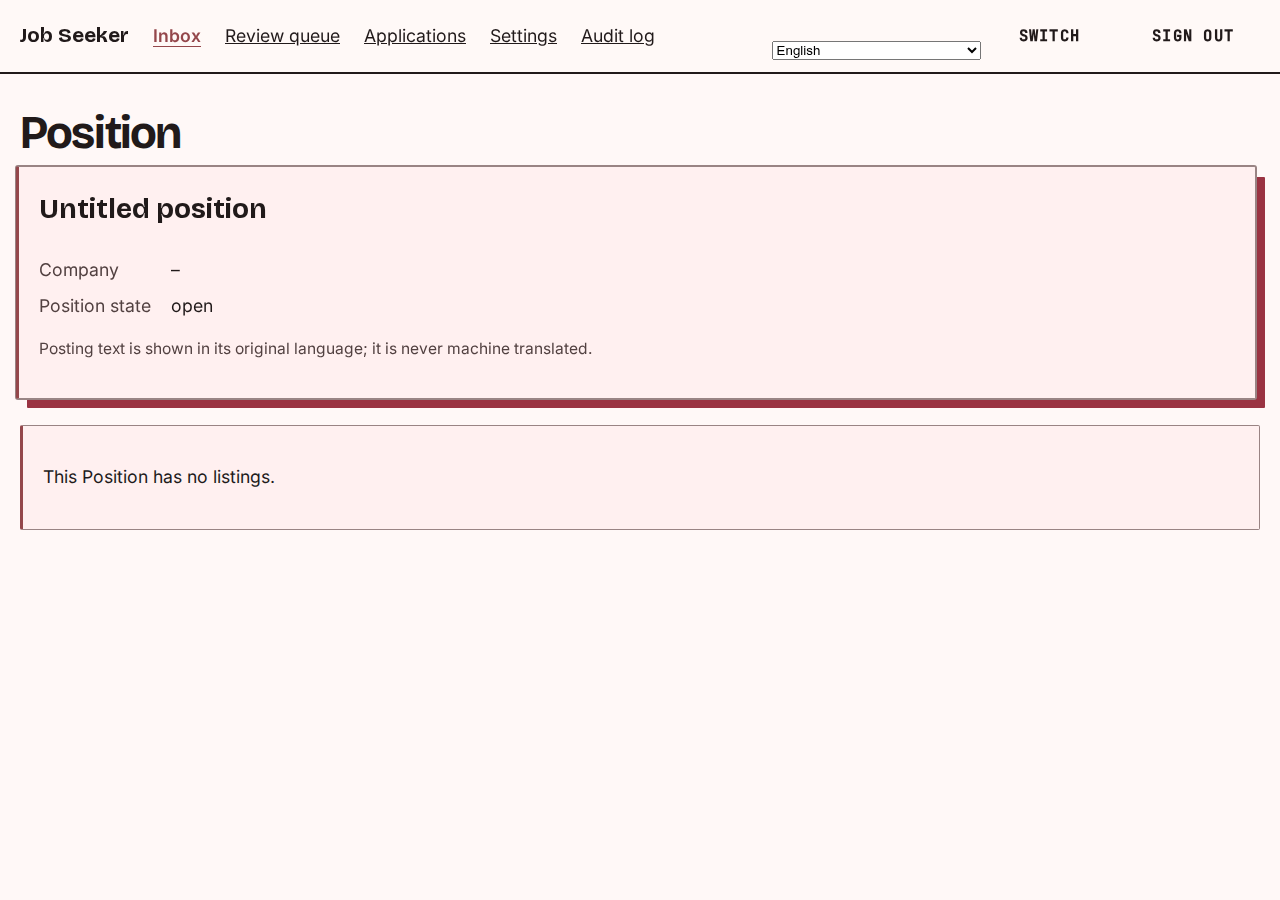 Job Seeker Inbox Review queue Applications Settings Audit log English SWITCH SIGN OUT
Position
Untitled position
Company –
Position state open
Posting text is shown in its original language; it is never machine translated.
This Position has no listings.